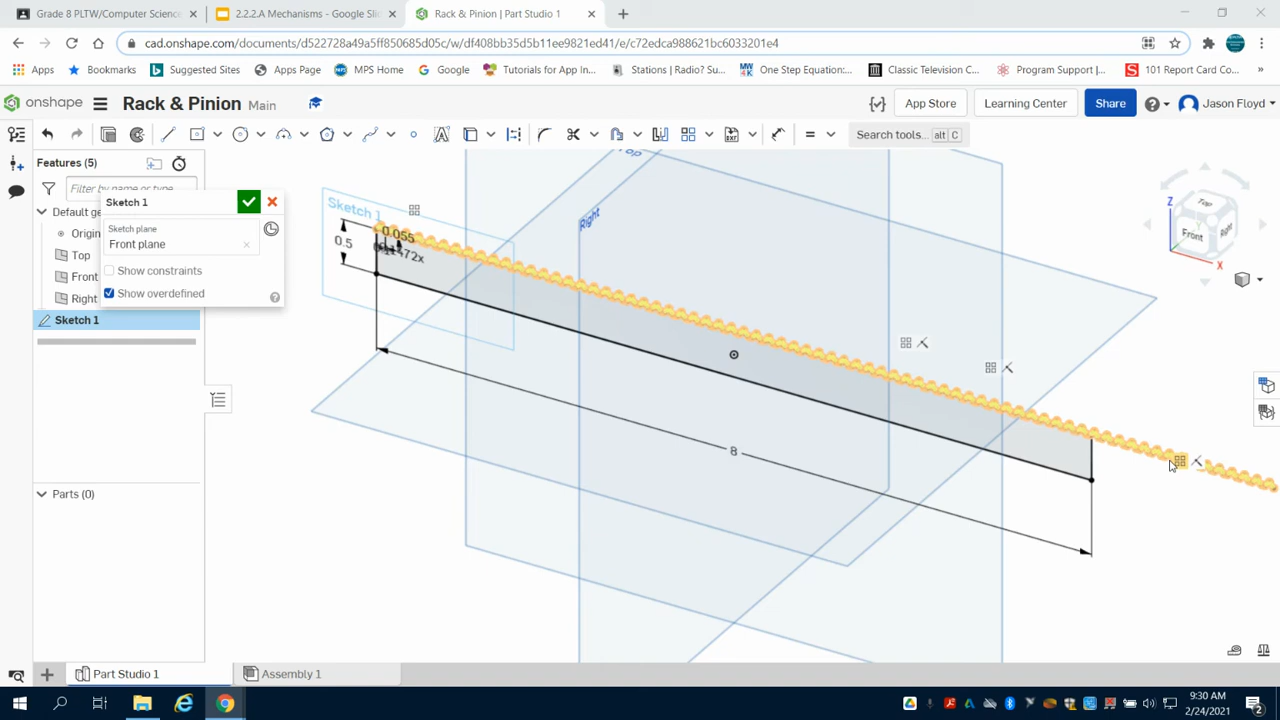 Grade 8 PLTW/Computer Science
2.2.2.A Mechanisms - Google Slid
Rack & Pinion | Part Studio 1
cad.onshape.com/documents/d522728a49a5ff850685d05c/w/df408bb35d5b11ee9821ed41/e/c72edca988621bc6033201e4
Apps
Bookmarks
Suggested Sites
Apps Page
MPS Home
Google
Tutorials for App In...
Stations | Radio? Su...
One Step Equation:...
Classic Television C...
Program Support |...
101 Report Card Co...
»
onshape
Rack & Pinion Main
App Store
Learning Center
Share
Jason Floyd
Search tools... alt C
Features (5)
Filter by name or type
Sketch 1
Default ge
Sketch plane
Front plane
Origin
Top
Show constraints
Front
Show overdefined
Right
Sketch 1
Parts (0)
Top
Right
Sketch 1
0.055
0.5
472x
8
Z
X
Top
Front
Right
Part Studio 1
Assembly 1
9:30 AM
2/24/2021
2